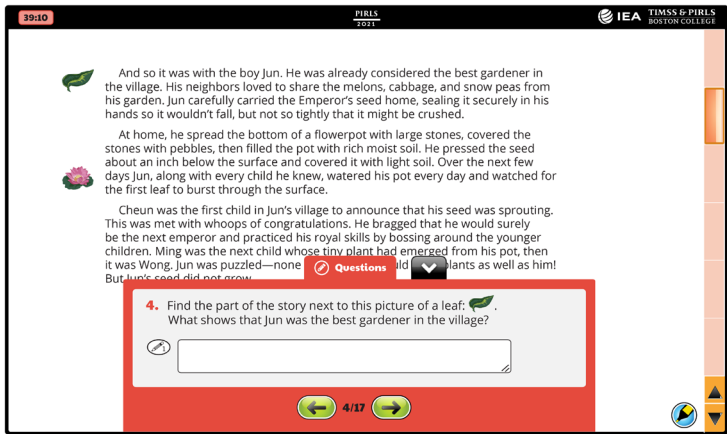 39:10
PIRLS
2021
IEA
TIMSS & PIRLS
BOSTON COLLEGE
And so it was with the boy Jun. He was already considered the best gardener in
the village. His neighbors loved to share the melons, cabbage, and snow peas from
his garden. Jun carefully carried the Emperor's seed home, sealing it securely in his
hands so it wouldn't fall, but not so tightly that it might be crushed.
At home, he spread the bottom of a flowerpot with large stones, covered the
stones with pebbles, then filled the pot with rich moist soil. He pressed the seed
about an inch below the surface and covered it with light soil. Over the next few
days Jun, along with every child he knew, watered his pot every day and watched for
the first leaf to burst through the surface.
Cheun was the first child in Jun's village to announce that his seed was sprouting.
This was met with whoops of congratulations. He bragged that he would surely
be the next emperor and practiced his royal skills by bossing around the younger
children. Ming was the next child whose tiny plant had emerged from his pot, then
it was Wong. Jun was puzzled—none uld plants as well as him!
But Jun's seed did not grow
Questions
4. Find the part of the story next to this picture of a leaf: .
What shows that Jun was the best gardener in the village?
1
4/17